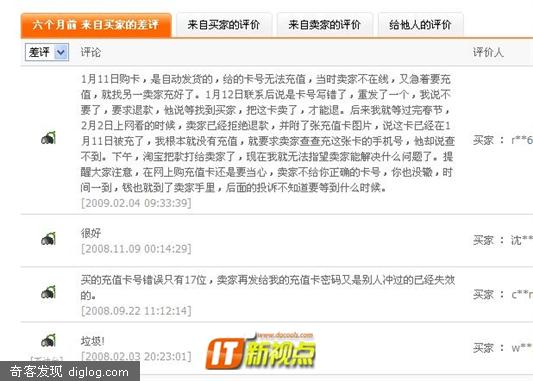 六个月前 来自买家的差评 来自买家的评价 来自卖家的评价 给他人的评价
差评 评论 评价人
1月11日购卡，是自动发货的，给的卡号无法充值，当时卖家不在线，又急着要充
值，就找另一卖家充好了。1月12日联系后说是卡号写错了，重发了一个，我说不
要了，要求退款，他说等找到买家，把这卡卖了，才能退。后来我就等过完春节，
2月2日上网看的时候，卖家已经拒绝退款，并附了张充值卡图片，说这卡已经在1
月11日被充了，我根本就没有充值，就要求卖家查查充这张卡的手机号，他却说查
不到。下午，淘宝把款打给卖家了，现在我就无法指望卖家能解决什么问题了。提
醒大家注意，在网上购充值卡还是要当心，卖家不给你正确的卡号，你也没辙，时
间一到，钱也就到了卖家手里，后面的投诉不知道要等到什么时候。
[2009.02.04 09:33:39]
买家 : r**6
很好
[2008.11.09 00:14:29]
买家 : 沈**
买的充值卡号错误只有17位，卖家再发给我的充值卡密码又是别人冲过的已经失效
的。
[2008.09.22 11:12:14]
买家 : c**r
垃圾!
[2008.02.03 20:23:01]
买家 : w**
IT新视点
奇客发现 diglog.com